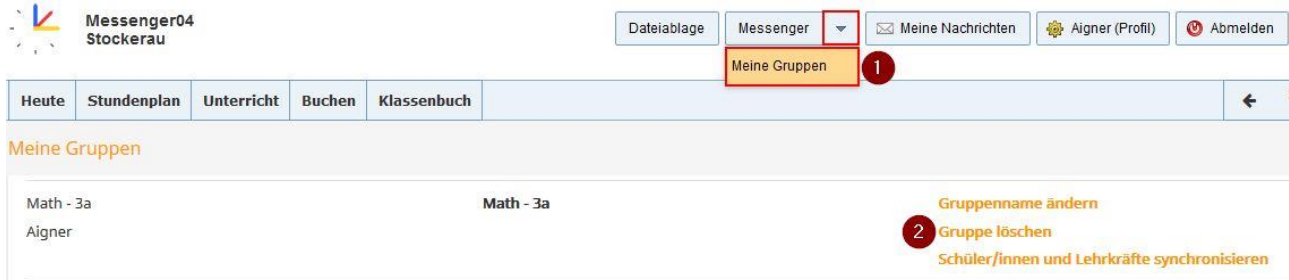 Messenger04
Stockerau
Dateiablage Messenger Meine Nachrichten Aigner (Profil) Abmelden
Meine Gruppen 1
Heute Stundenplan Unterricht Buchen Klassenbuch
Meine Gruppen
Math - 3a Math - 3a Gruppenname ändern
Aigner 2 Gruppe löschen
Schüler/innen und Lehrkräfte synchronisieren